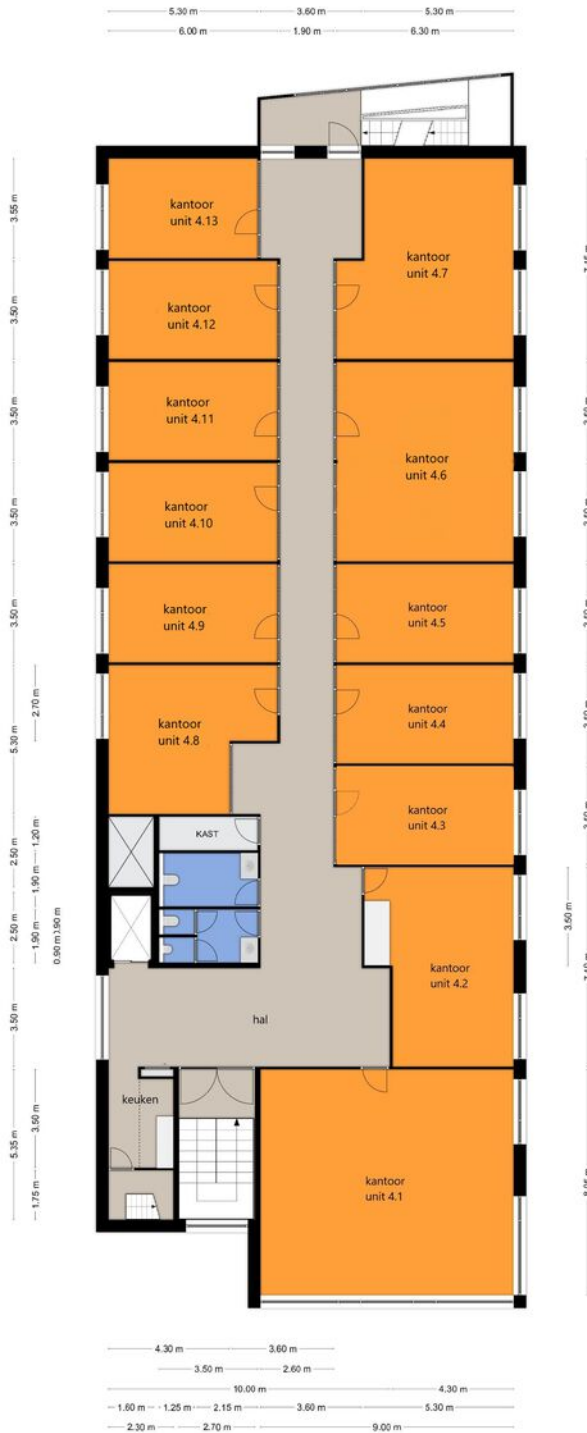 5.30 m 3.60 m 5.30 m
6.00 m 1.90 m 6.30 m
3.55 m
3.50 m
3.50 m
3.50 m
3.50 m
5.30 m
2.50 m
2.50 m
3.50 m
5.35 m
2.70 m
1.20 m
1.90 m
1.90 m
3.50 m
1.75 m
0.90 m
kantoor
unit 4.13
kantoor
unit 4.7
kantoor
unit 4.12
kantoor
unit 4.11
kantoor
unit 4.6
kantoor
unit 4.10
kantoor
unit 4.9
kantoor
unit 4.5
kantoor
unit 4.8
kantoor
unit 4.4
kantoor
unit 4.3
KAST
kantoor
unit 4.2
hal
keuken
kantoor
unit 4.1
3.50 m
4.30 m 3.60 m
3.50 m 2.60 m
10.00 m 4.30 m
1.60 m 1.25 m 2.15 m 3.60 m 5.30 m
2.30 m 2.70 m 9.00 m